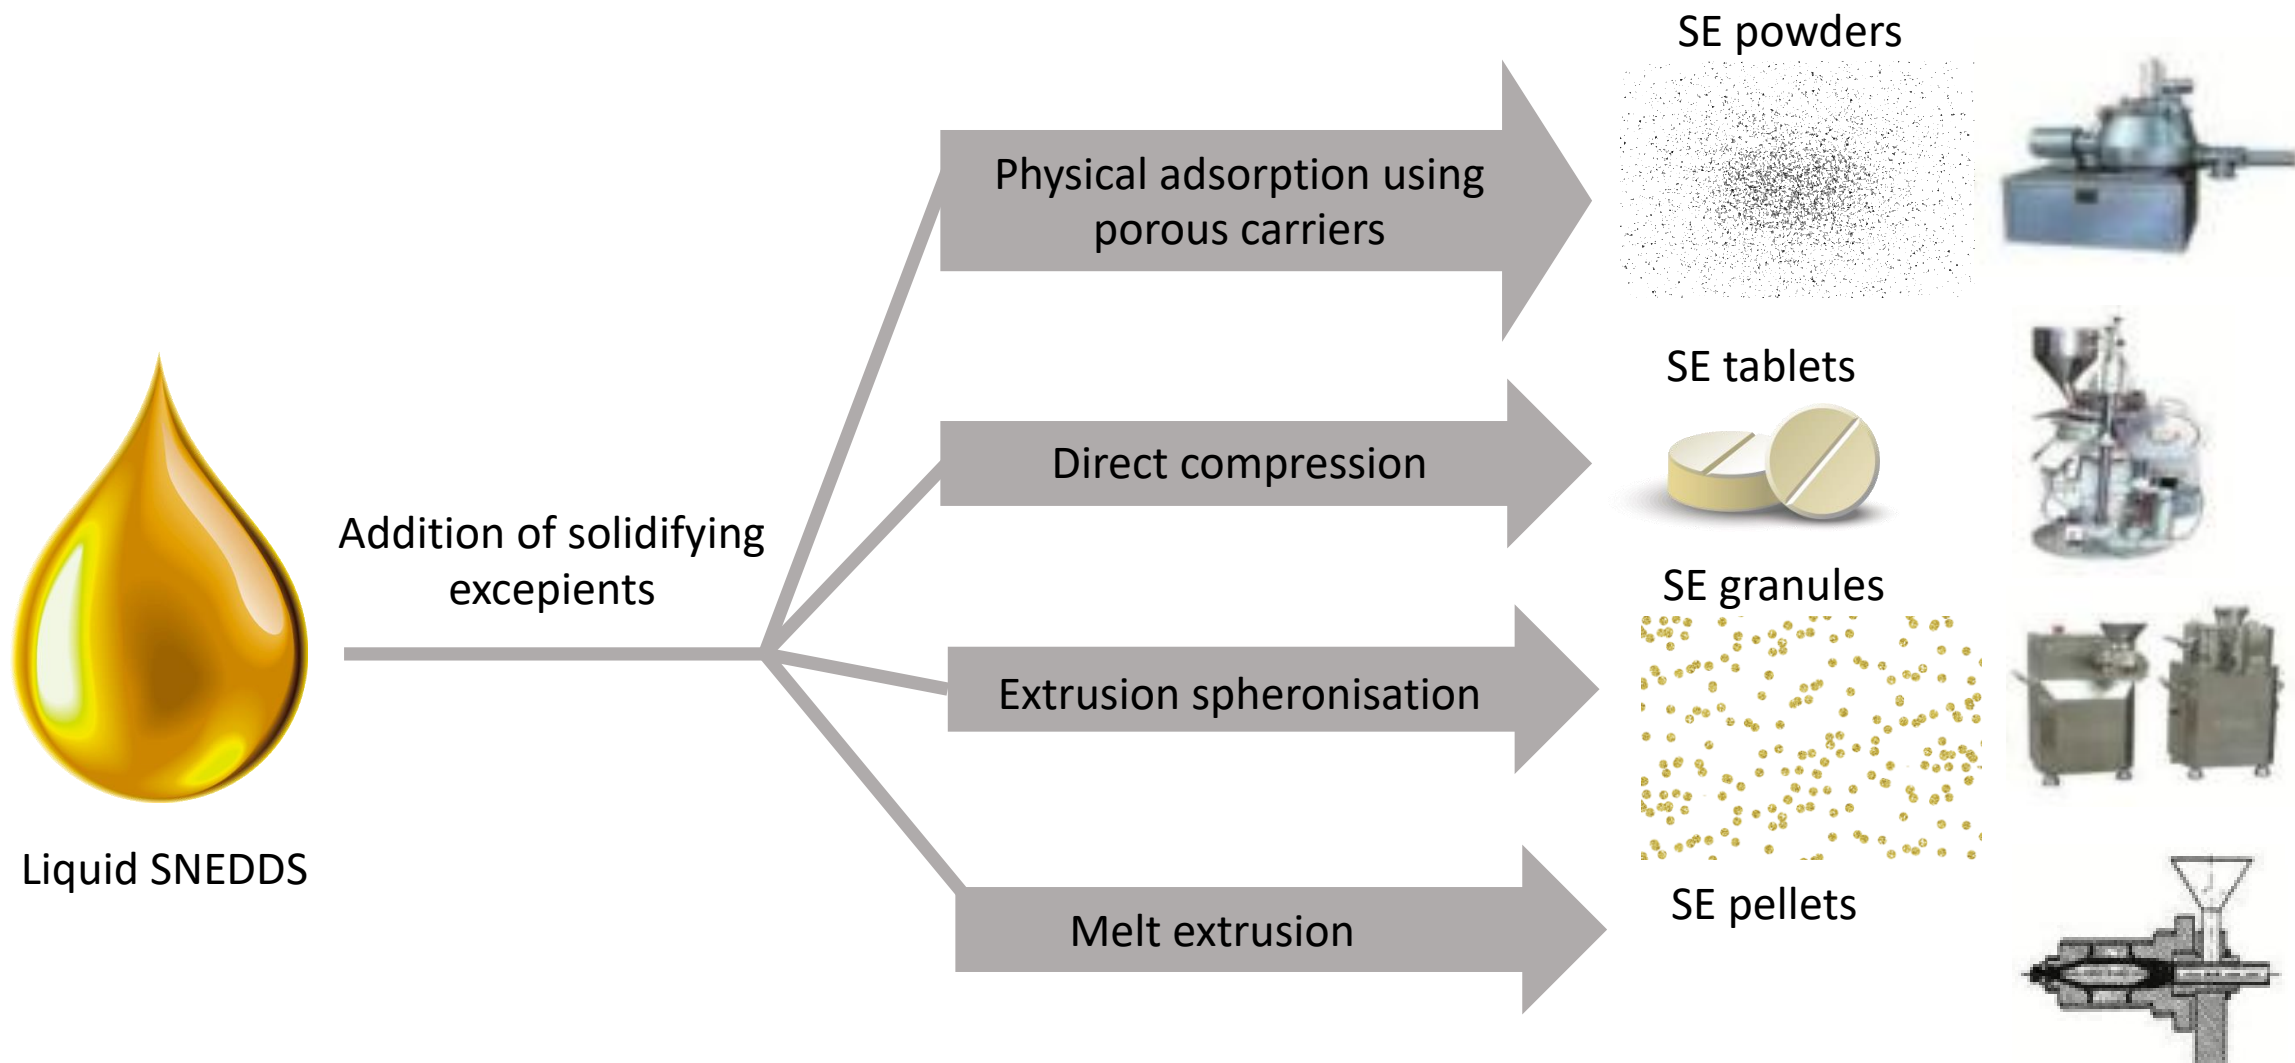 Liquid SNEDDS
Addition of solidifying
excepients
Physical adsorption using
porous carriers
Direct compression
Extrusion spheronisation
Melt extrusion
SE powders
SE tablets
SE granules
SE pellets